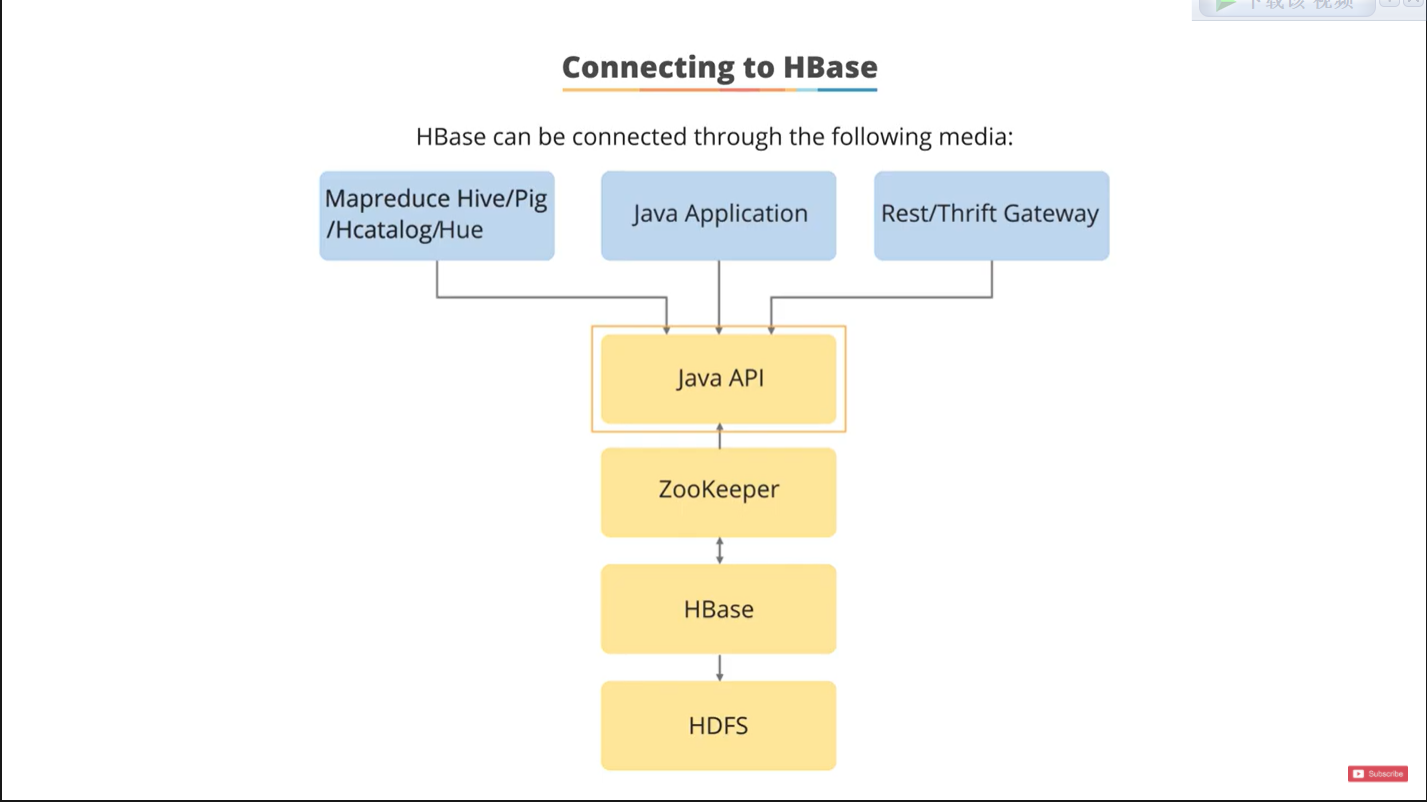 下载该视频
Connecting to HBase
HBase can be connected through the following media:
Mapreduce Hive/Pig
/Hcatalog/Hue
Java Application
Rest/Thrift Gateway
Java API
ZooKeeper
HBase
HDFS
Subscribe